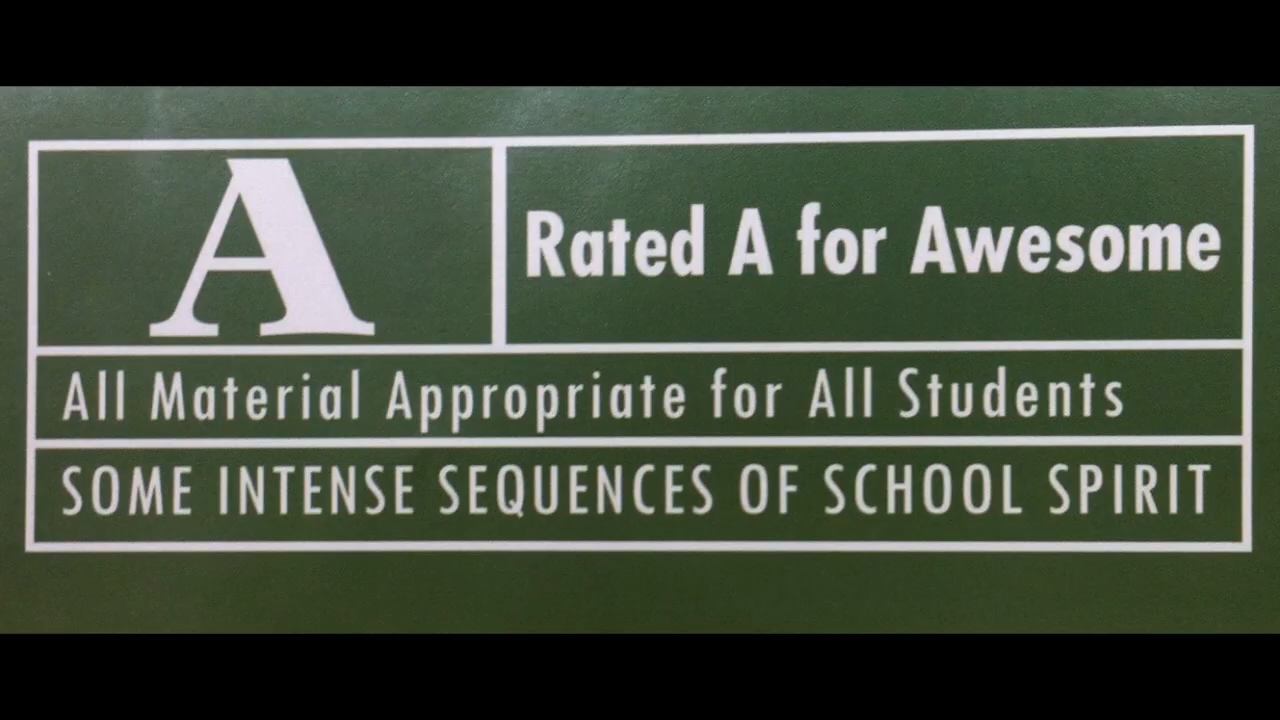 A
Rated A for Awesome
All Material Appropriate for All Students
SOME INTENSE SEQUENCES OF SCHOOL SPIRIT